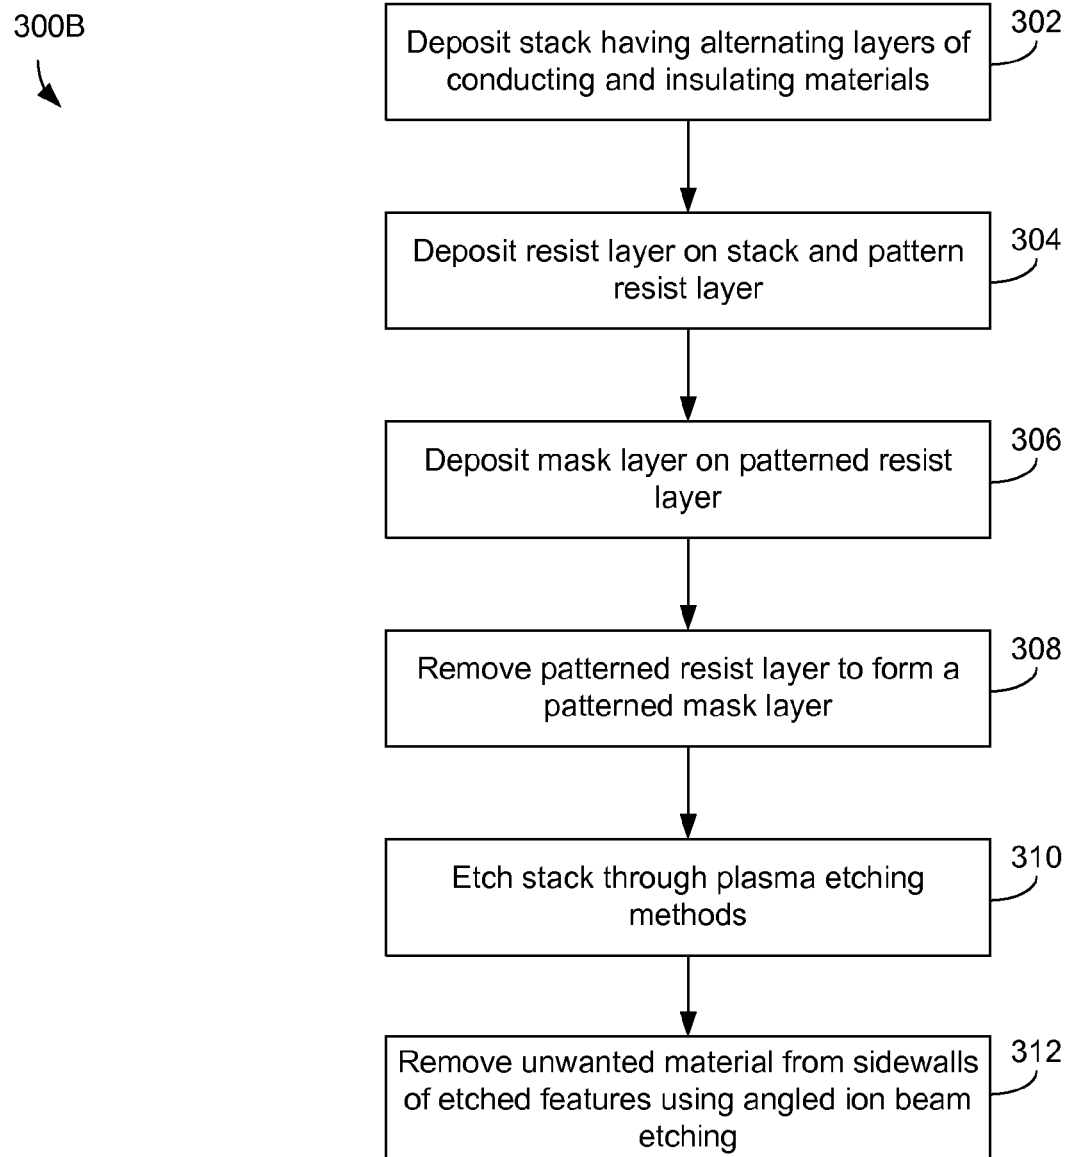 300B
302
Deposit stack having alternating layers of
conducting and insulating materials
304
Deposit resist layer on stack and pattern
resist layer
306
Deposit mask layer on patterned resist
layer
308
Remove patterned resist layer to form a
patterned mask layer
310
Etch stack through plasma etching
methods
312
Remove unwanted material from sidewalls
of etched features using angled ion beam
etching